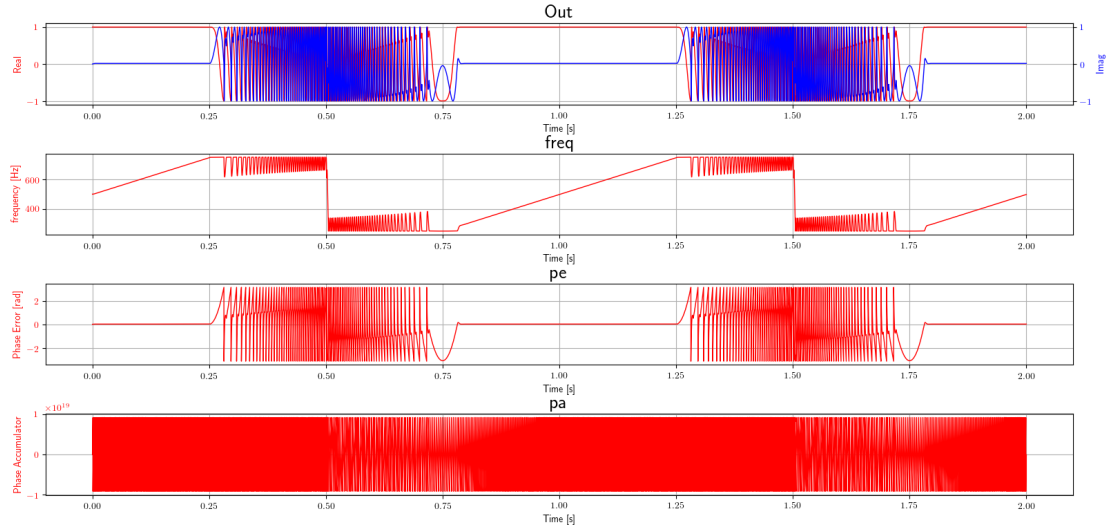 Out
1
0
−1
Real
1
0
−1
Imag
0.00 0.25 0.50 0.75 1.00 1.25 1.50 1.75 2.00
Time [s]
freq
600
400
frequency [Hz]
0.00 0.25 0.50 0.75 1.00 1.25 1.50 1.75 2.00
Time [s]
pe
2
0
−2
Phase Error [rad]
0.00 0.25 0.50 0.75 1.00 1.25 1.50 1.75 2.00
Time [s]
pa
×10¹⁹
1
0
−1
Phase Accumulator
0.00 0.25 0.50 0.75 1.00 1.25 1.50 1.75 2.00
Time [s]